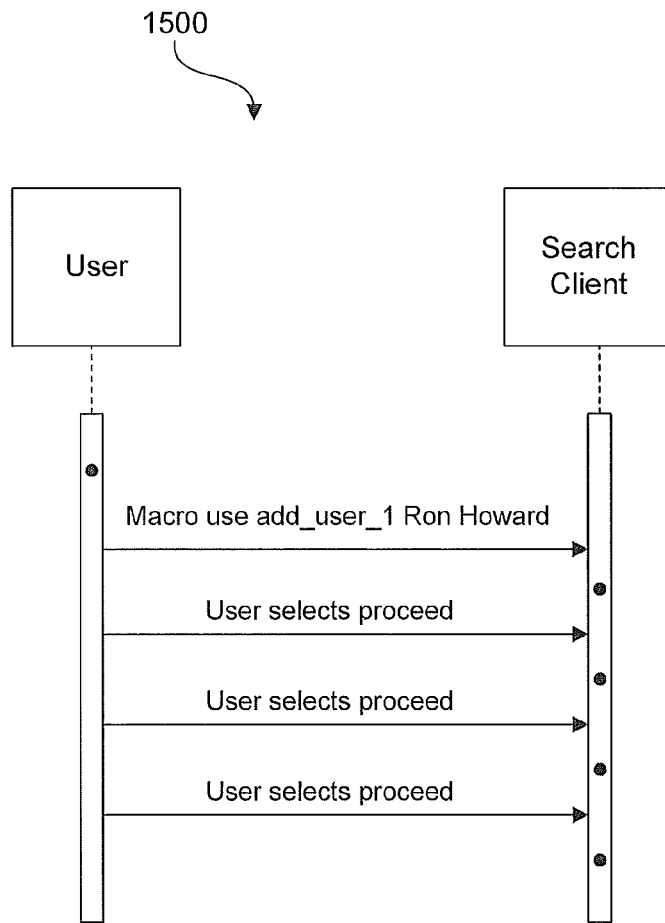 1500
User
Search
Client
Macro use add_user_1 Ron Howard
User selects proceed
User selects proceed
User selects proceed